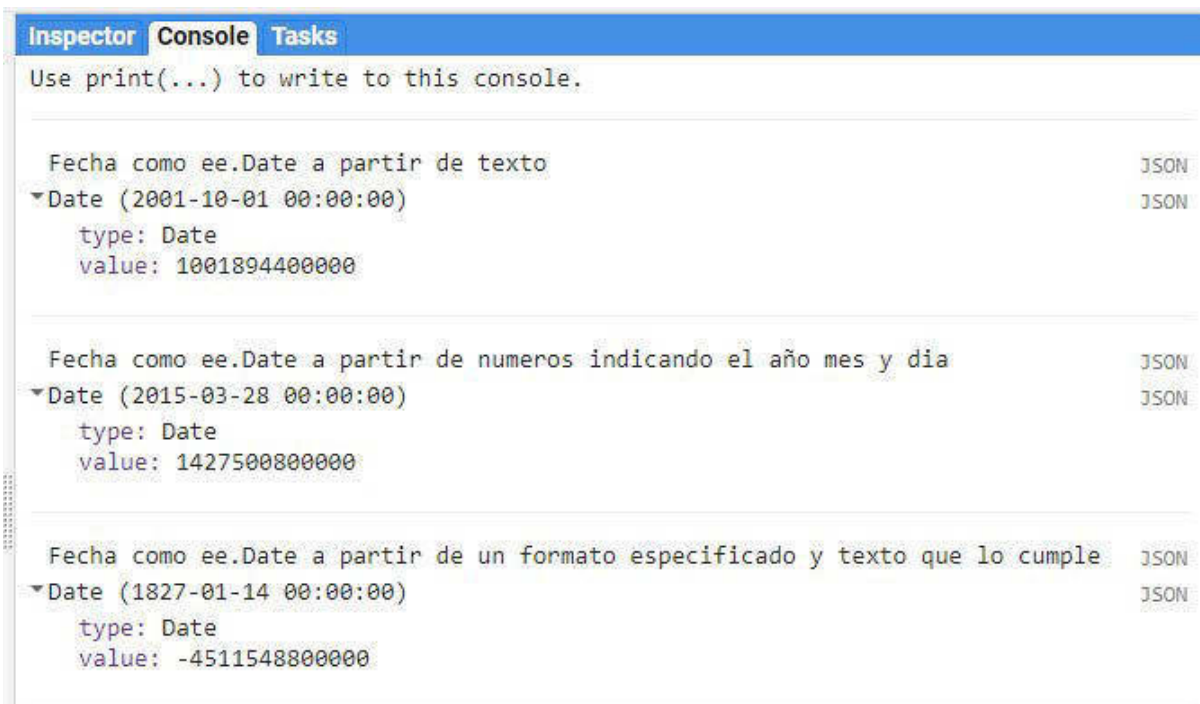 Inspector Console Tasks
Use print(...) to write to this console.
Fecha como ee.Date a partir de texto JSON
Date (2001-10-01 00:00:00) JSON
type: Date
value: 1001894400000
Fecha como ee.Date a partir de numeros indicando el año mes y dia JSON
Date (2015-03-28 00:00:00) JSON
type: Date
value: 1427500800000
Fecha como ee.Date a partir de un formato especificado y texto que lo cumple JSON
Date (1827-01-14 00:00:00) JSON
type: Date
value: -4511548800000